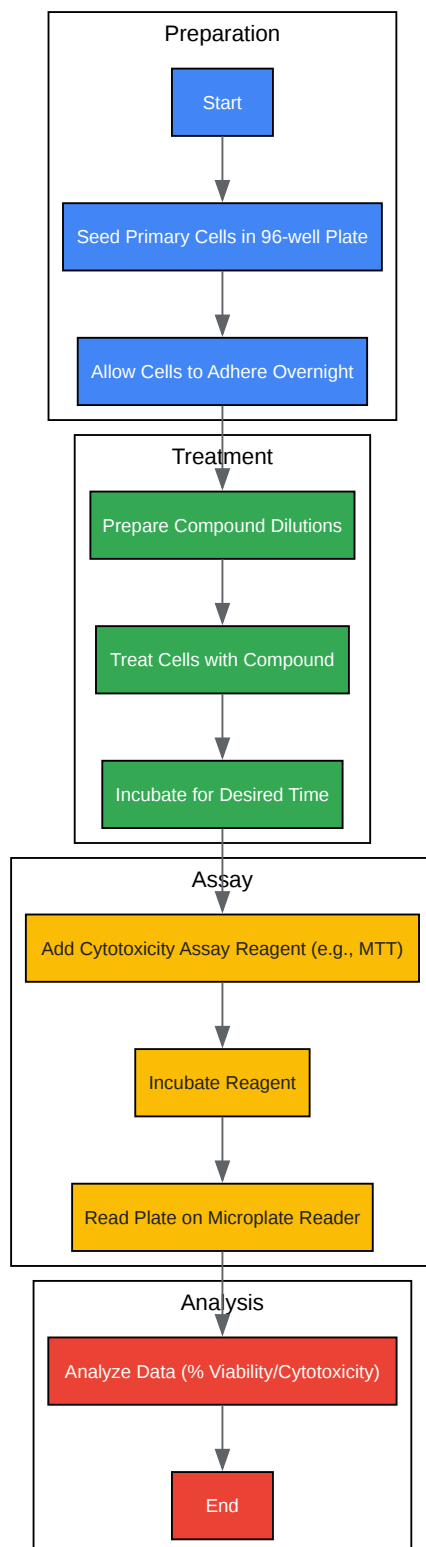 Preparation
Start
Seed Primary Cells in 96-well Plate
Allow Cells to Adhere Overnight
Treatment
Prepare Compound Dilutions
Treat Cells with Compound
Incubate for Desired Time
Assay
Add Cytotoxicity Assay Reagent (e.g., MTT)
Incubate Reagent
Read Plate on Microplate Reader
Analysis
Analyze Data (% Viability/Cytotoxicity)
End